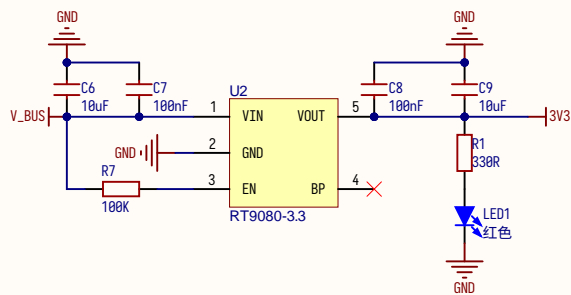 GND
GND
C6
10uF
C7
100nF
C8
100nF
C9
10uF
U2
V_BUS
1
VIN
VOUT
5
3V3
GND
2
GND
R1
330R
R7
100K
3
EN
BP
4
RT9080-3.3
LED1
红色
GND